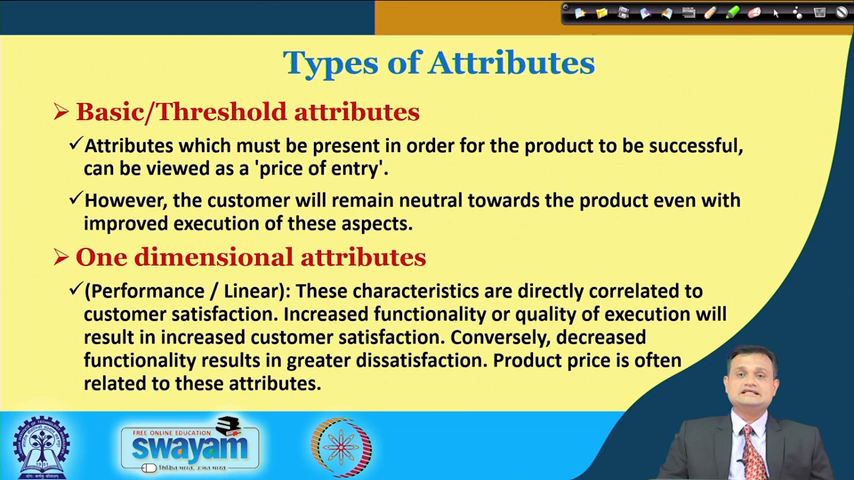 Types of Attributes
➢ Basic/Threshold attributes
✓Attributes which must be present in order for the product to be successful,
can be viewed as a 'price of entry'.
✓However, the customer will remain neutral towards the product even with
improved execution of these aspects.
➢ One dimensional attributes
✓(Performance / Linear): These characteristics are directly correlated to
customer satisfaction. Increased functionality or quality of execution will
result in increased customer satisfaction. Conversely, decreased
functionality results in greater dissatisfaction. Product price is often
related to these attributes.
FREE ONLINE EDUCATION
swayam